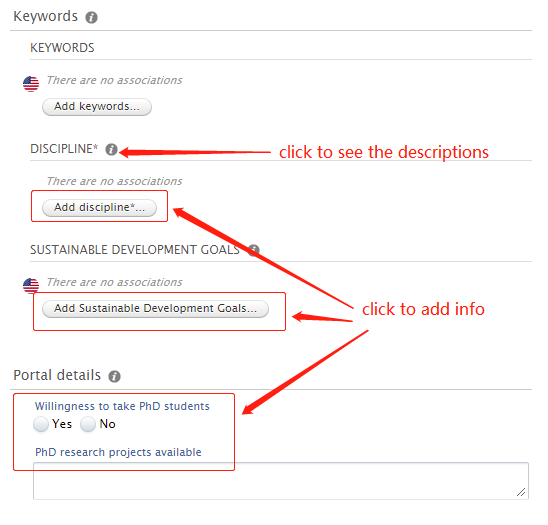 Keywords
KEYWORDS
There are no associations
Add keywords...
DISCIPLINE*
click to see the descriptions
There are no associations
Add discipline*...
SUSTAINABLE DEVELOPMENT GOALS
There are no associations
Add Sustainable Development Goals...
click to add info
Portal details
Willingness to take PhD students
Yes No
PhD research projects available